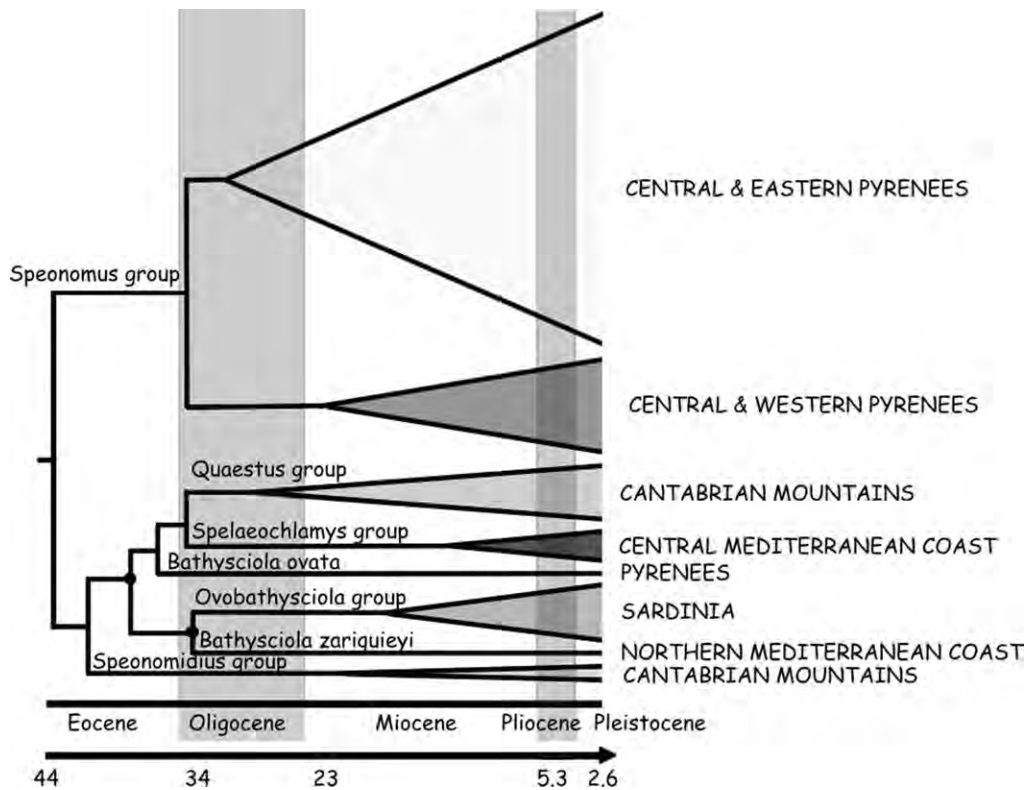 CENTRAL & EASTERN PYRENEES
Speonomus group
CENTRAL & WESTERN PYRENEES
Quaestus group
CANTABRIAN MOUNTAINS
Spelaeochlamys group
CENTRAL MEDITERRANEAN COAST
Bathysciola ovata
PYRENEES
Ovobathysciola group
SARDINIA
Bathysciola zariquieyi
NORTHERN MEDITERRANEAN COAST
Speonomidius group
CANTABRIAN MOUNTAINS
Eocene Oligocene Miocene Pliocene Pleistocene
44 34 23 5.3 2.6